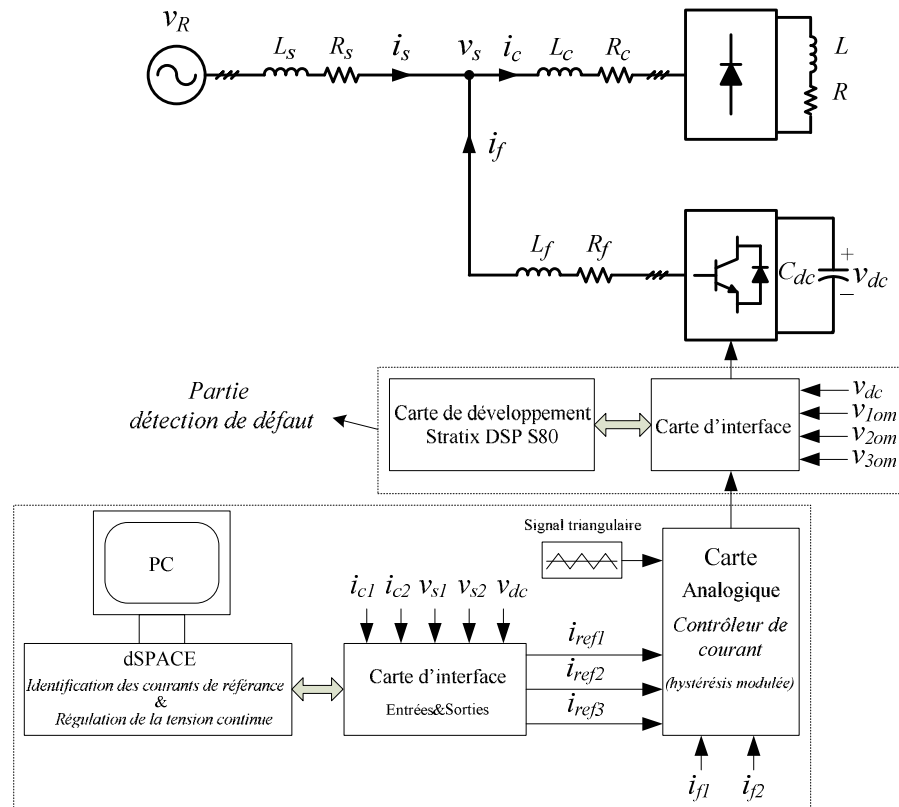 v_R
L_s
R_s
i_s
v_s
i_c
L_c
R_c
L
R
i_f
L_f
R_f
C_dc
+
v_dc
−
Partie
détection de défaut
Carte de développement
Stratix DSP S80
Carte d’interface
v_dc
v_1om
v_2om
v_3om
Signal triangulaire
PC
dSPACE
Identification des courants de référance
&
Régulation de la tension continue
i_c1 i_c2 v_s1 v_s2 v_dc
Carte d’interface
Entrées&Sorties
i_ref1
i_ref2
i_ref3
Carte
Analogique
Contrôleur de
courant
(hystérésis modulée)
i_f1 i_f2